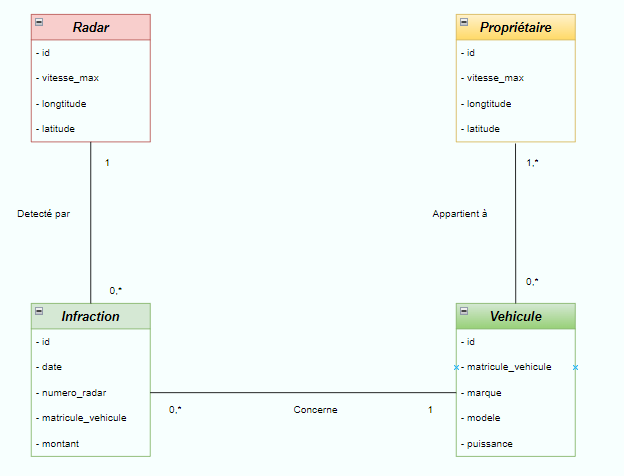 Radar
- id
- vitesse_max
- longtitude
- latitude
Propriétaire
- id
- vitesse_max
- longtitude
- latitude
1
Detecté par
0,*
1,*
Appartient à
0,*
Infraction
- id
- date
- numero_radar
- matricule_vehicule
- montant
0,*
Concerne
1
Vehicule
- id
- matricule_vehicule
- marque
- modele
- puissance